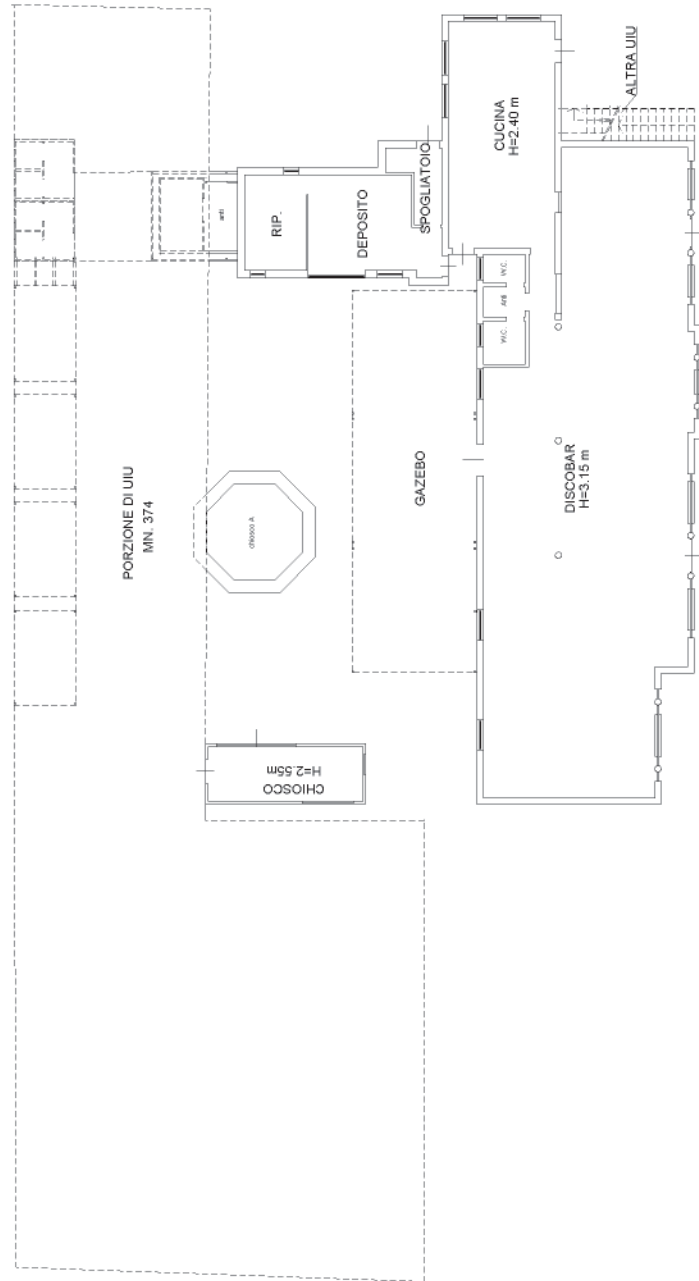 ALTRA UIU
CUCINA
H=2.40 m
SPOGLIATOIO
DEPOSITO
RIP.
anti
W.C.
Anti
W.C.
GAZEBO
DISCOBAR
H=3.15 m
PORZIONE DI UIU
MN. 374
chiosco A
CHIOSCO
H=2.55m